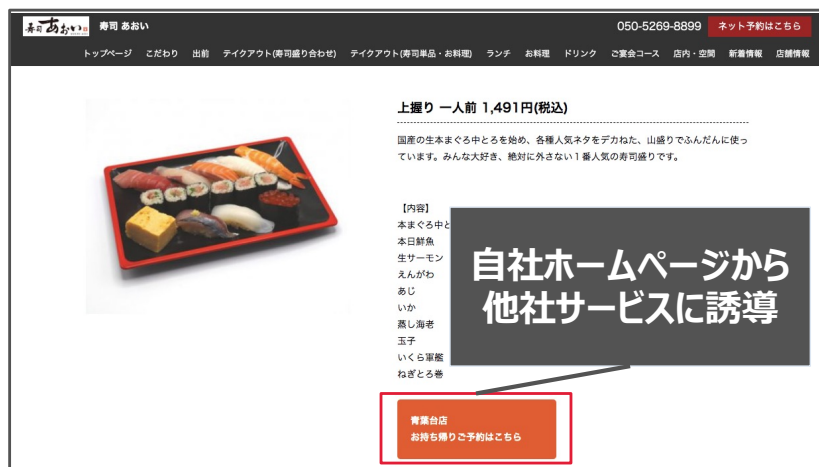 寿司 あおい 寿司 あおい 050-5269-8899 ネット予約はこちら
トップページ こだわり 出前 テイクアウト(寿司盛り合わせ) テイクアウト(寿司単品・お料理) ランチ お料理 ドリンク ご宴会コース 店内・空間 新着情報 店舗情報
上握り 一人前 1,491円(税込)
国産の生本まぐろ中とろを始め、各種人気ネタをデカねた、山盛りでふんだんに使っ
ています。みんな大好き、絶対に外さない1番人気の寿司盛りです。
【内容】
本まぐろ中と
本日鮮魚
生サーモン
えんがわ
あじ
いか
蒸し海老
玉子
いくら軍艦
ねぎとろ巻
自社ホームページから
他社サービスに誘導
青葉台店
お持ち帰りご予約はこちら